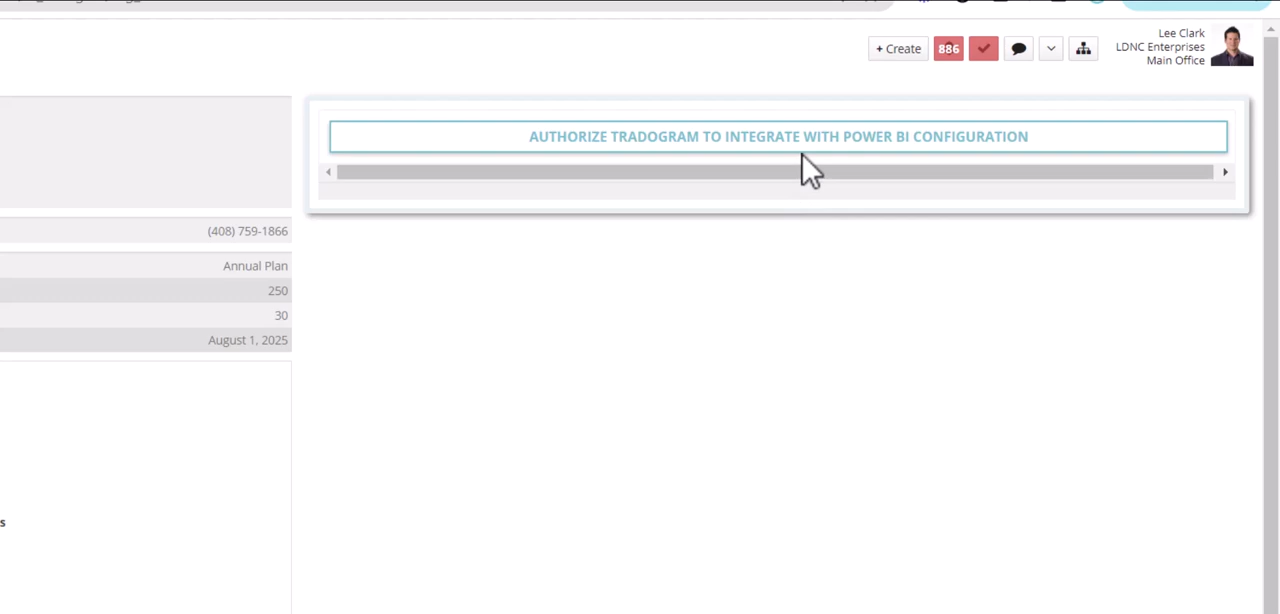 + Create
886
Lee Clark
LDNC Enterprises
Main Office
AUTHORIZE TRADOGRAM TO INTEGRATE WITH POWER BI CONFIGURATION
(408) 759-1866
Annual Plan
250
30
August 1, 2025
s